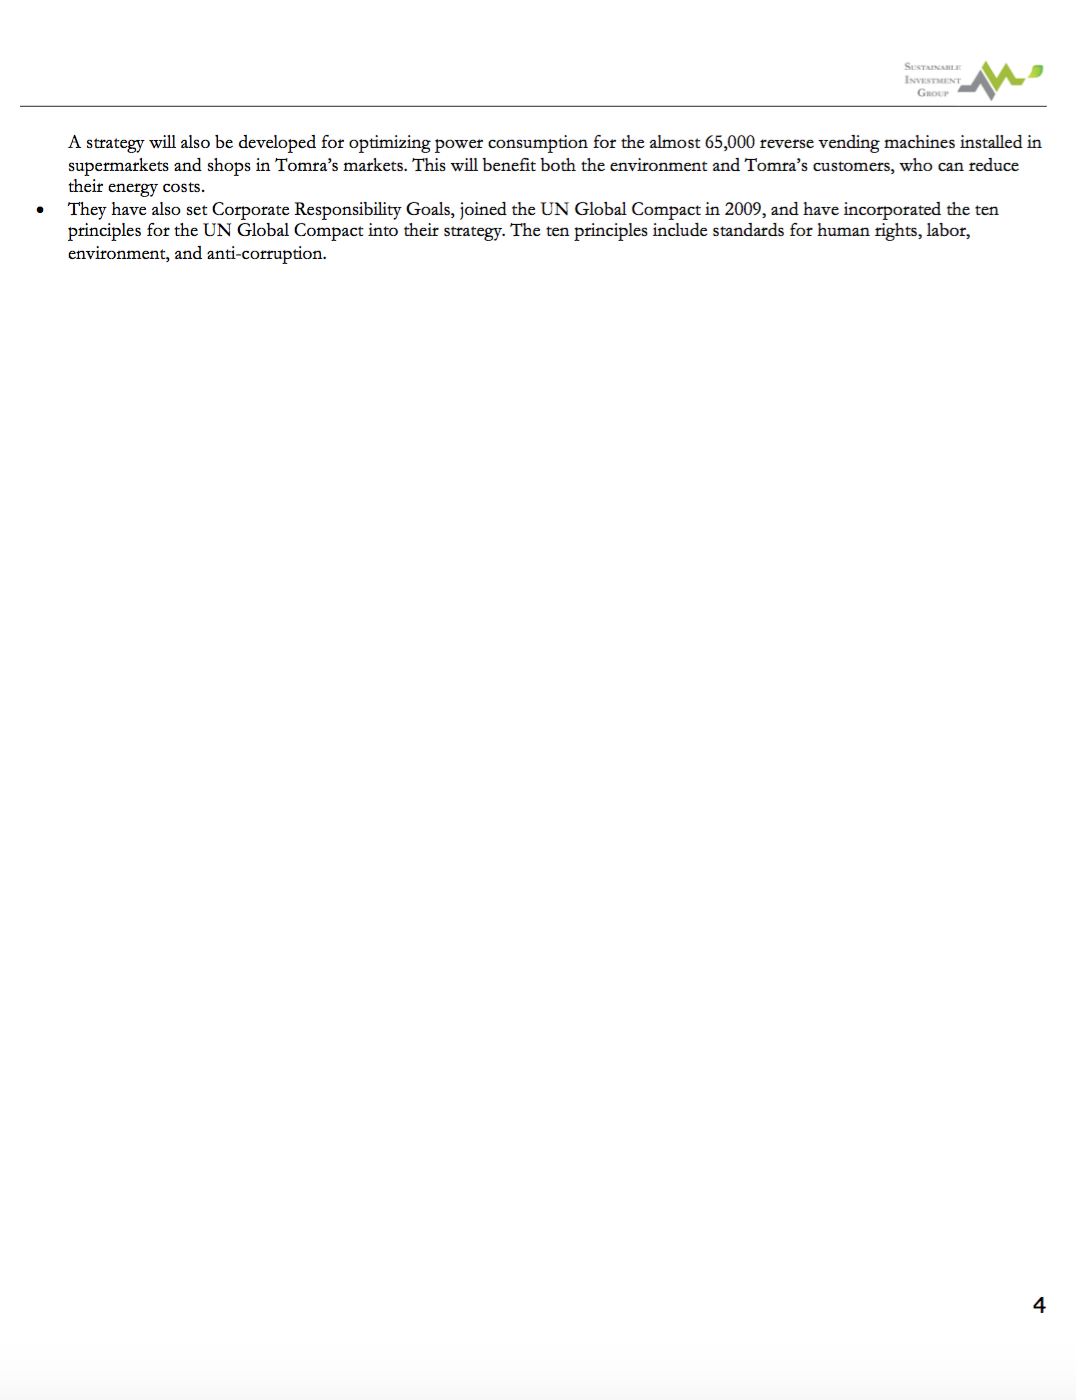 SUSTAINABLE
INVESTMENT
GROUP
A strategy will also be developed for optimizing power consumption for the almost 65,000 reverse vending machines installed in
supermarkets and shops in Tomra’s markets. This will benefit both the environment and Tomra’s customers, who can reduce
their energy costs.
• They have also set Corporate Responsibility Goals, joined the UN Global Compact in 2009, and have incorporated the ten
principles for the UN Global Compact into their strategy. The ten principles include standards for human rights, labor,
environment, and anti-corruption.
4